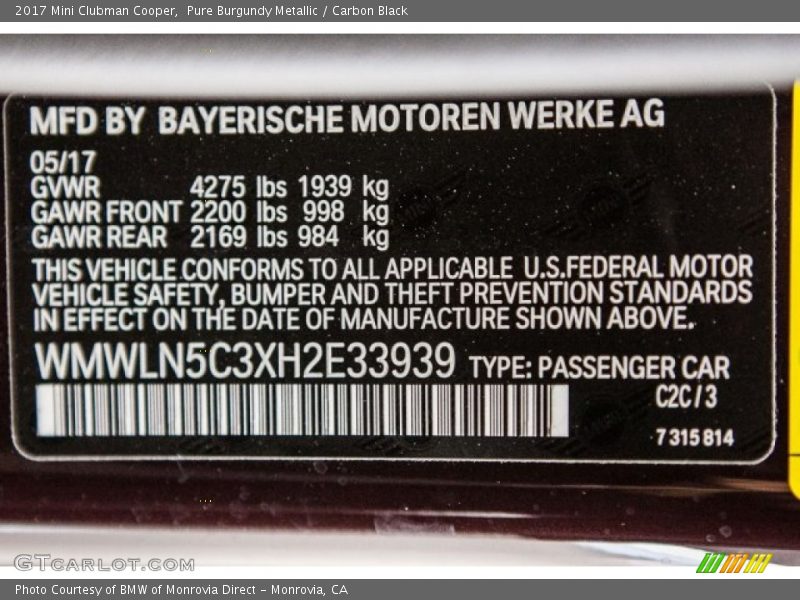 2017 Mini Clubman Cooper,  Pure Burgundy Metallic / Carbon Black
MFD BY BAYERISCHE MOTOREN WERKE AG
05/17
GVWR 4275 lbs 1939 kg
GAWR FRONT 2200 lbs 998 kg
GAWR REAR 2169 lbs 984 kg
THIS VEHICLE CONFORMS TO ALL APPLICABLE U.S.FEDERAL MOTOR
VEHICLE SAFETY, BUMPER AND THEFT PREVENTION STANDARDS
IN EFFECT ON THE DATE OF MANUFACTURE SHOWN ABOVE.
WMWLN5C3XH2E33939 TYPE: PASSENGER CAR
C2C / 3
7 315 814
GTCARLOT.COM
Photo Courtesy of BMW of Monrovia Direct – Monrovia, CA